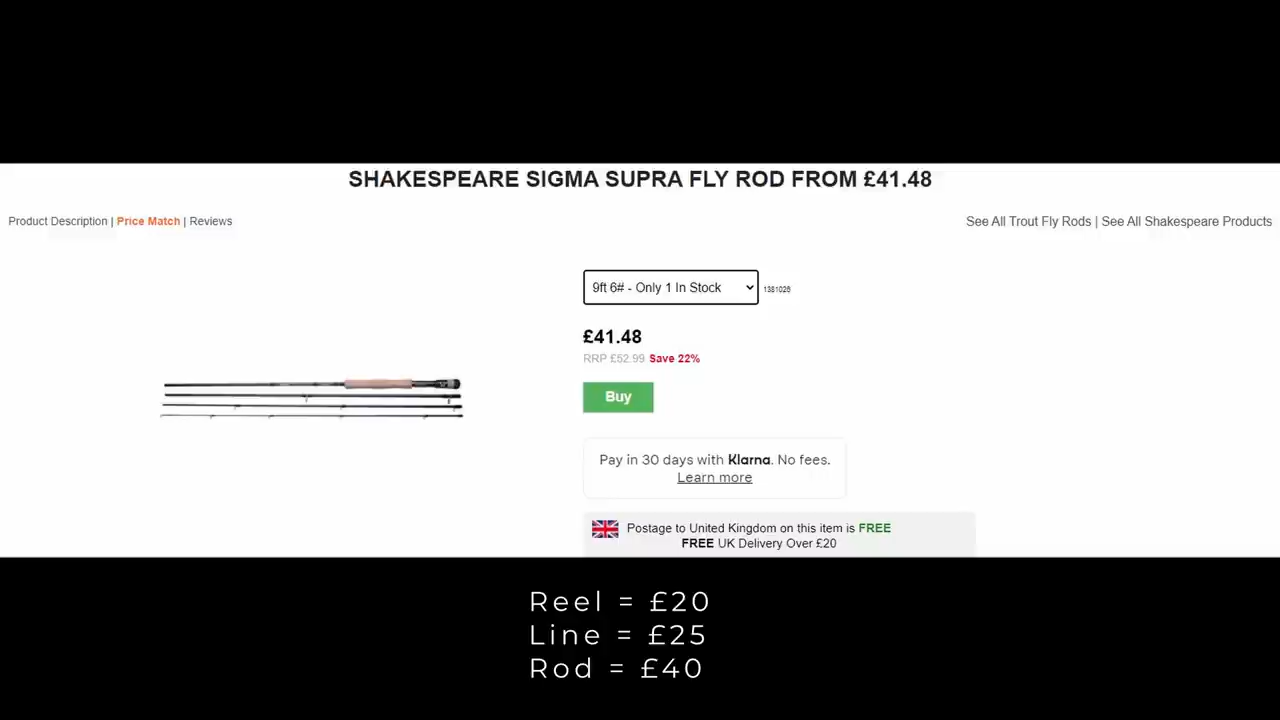 SHAKESPEARE SIGMA SUPRA FLY ROD FROM £41.48
Product Description | Price Match | Reviews
See All Trout Fly Rods | See All Shakespeare Products
9ft 6# - Only 1 In Stock
1381026
£41.48
RRP £52.99 Save 22%
Buy
Pay in 30 days with Klarna. No fees.
Learn more
Postage to United Kingdom on this item is FREE
FREE UK Delivery Over £20
Reel = £20
Line = £25
Rod = £40